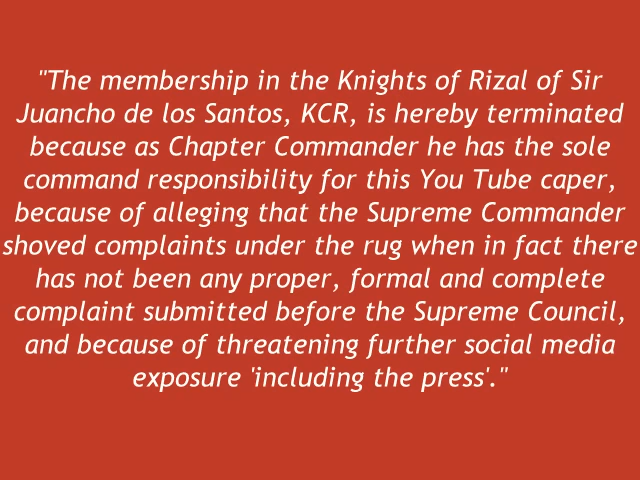 "The membership in the Knights of Rizal of Sir
Juancho de los Santos, KCR, is hereby terminated
because as Chapter Commander he has the sole
command responsibility for this You Tube caper,
because of alleging that the Supreme Commander
shoved complaints under the rug when in fact there
has not been any proper, formal and complete
complaint submitted before the Supreme Council,
and because of threatening further social media
exposure 'including the press'."